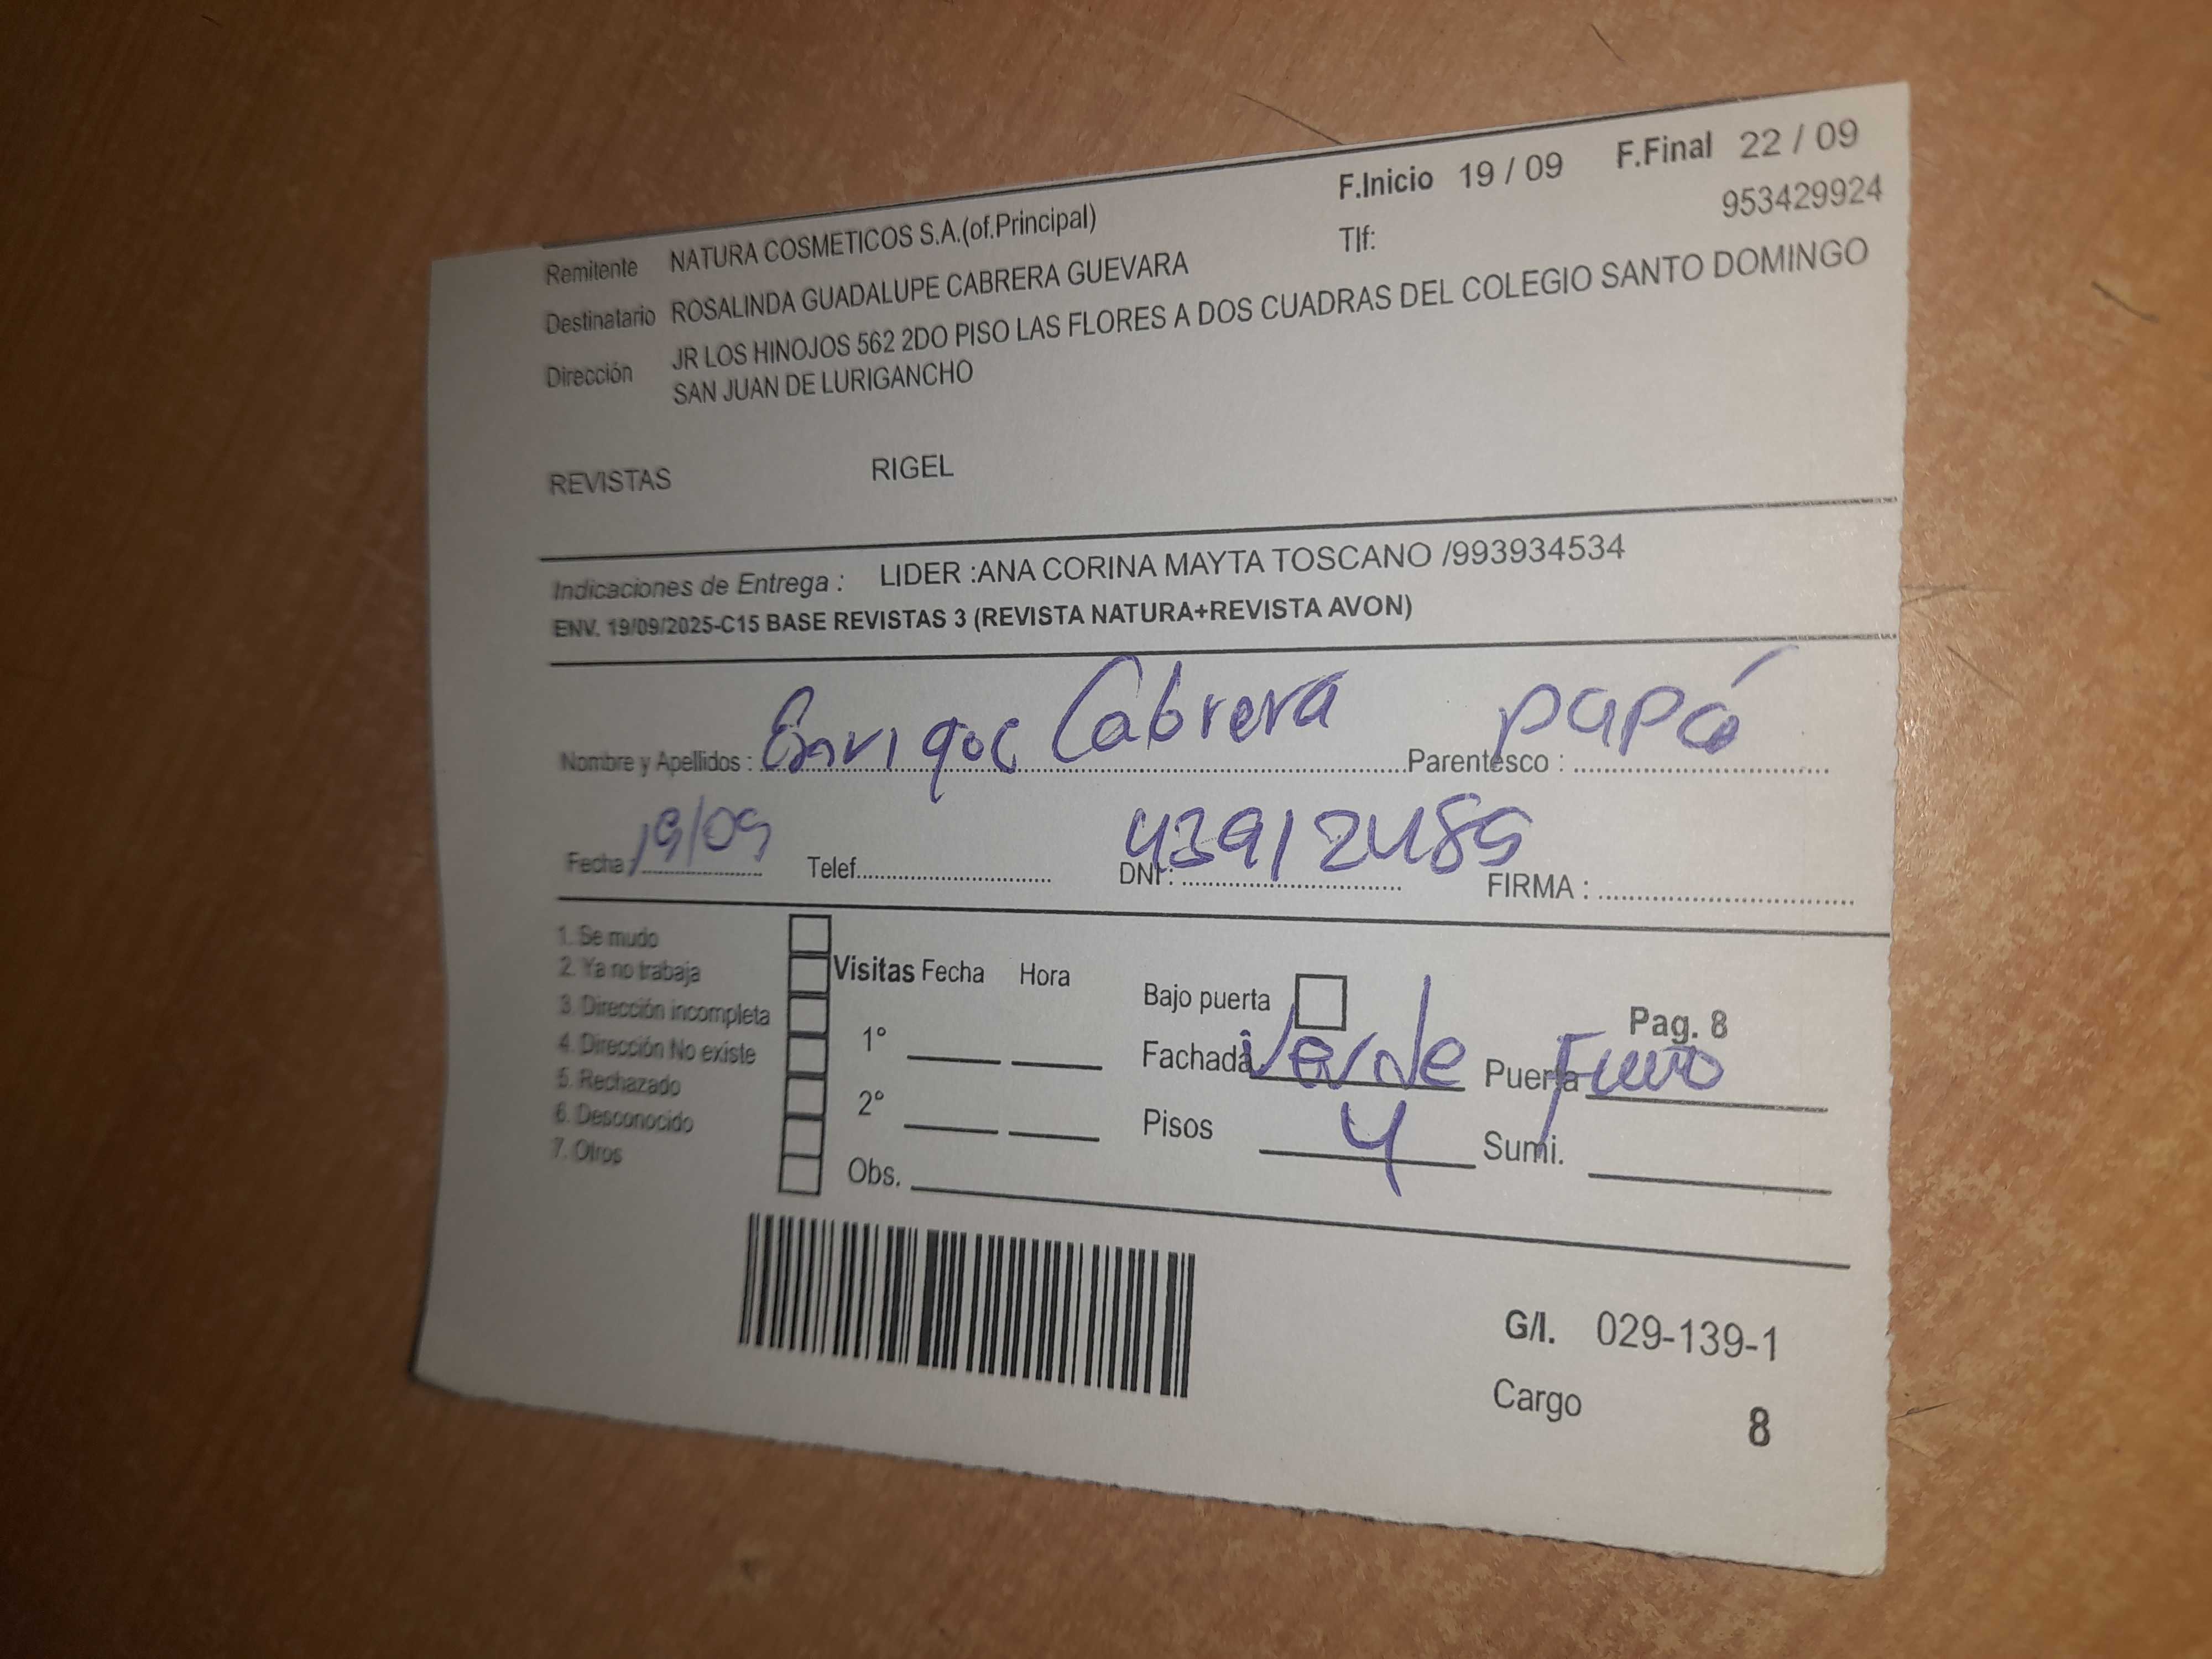 F.Inicio 19 / 09 F.Final 22 / 09
Remitente NATURA COSMETICOS S.A.(of.Principal) Tlf: 953429924
Destinatario ROSALINDA GUADALUPE CABRERA GUEVARA
Dirección JR LOS HINOJOS 562 2DO PISO LAS FLORES A DOS CUADRAS DEL COLEGIO SANTO DOMINGO
SAN JUAN DE LURIGANCHO
REVISTAS RIGEL
Indicaciones de Entrega : LIDER :ANA CORINA MAYTA TOSCANO /993934534
ENV. 19/09/2025-C15 BASE REVISTAS 3 (REVISTA NATURA+REVISTA AVON)
Nombre y Apellidos : Enrique Cabrera Parentesco : papá
Fecha : 19/09 Telef. DNI : 43912489 FIRMA :
1. Se mudo
2. Ya no trabaja
3. Dirección incompleta
4. Dirección No existe
5. Rechazado
6. Desconocido
7. Otros
Visitas Fecha Hora
1°
2°
Obs.
Bajo puerta Pag. 8
Fachada Verde Puerta
Pisos 4 Sumi.
G/I. 029-139-1
Cargo 8